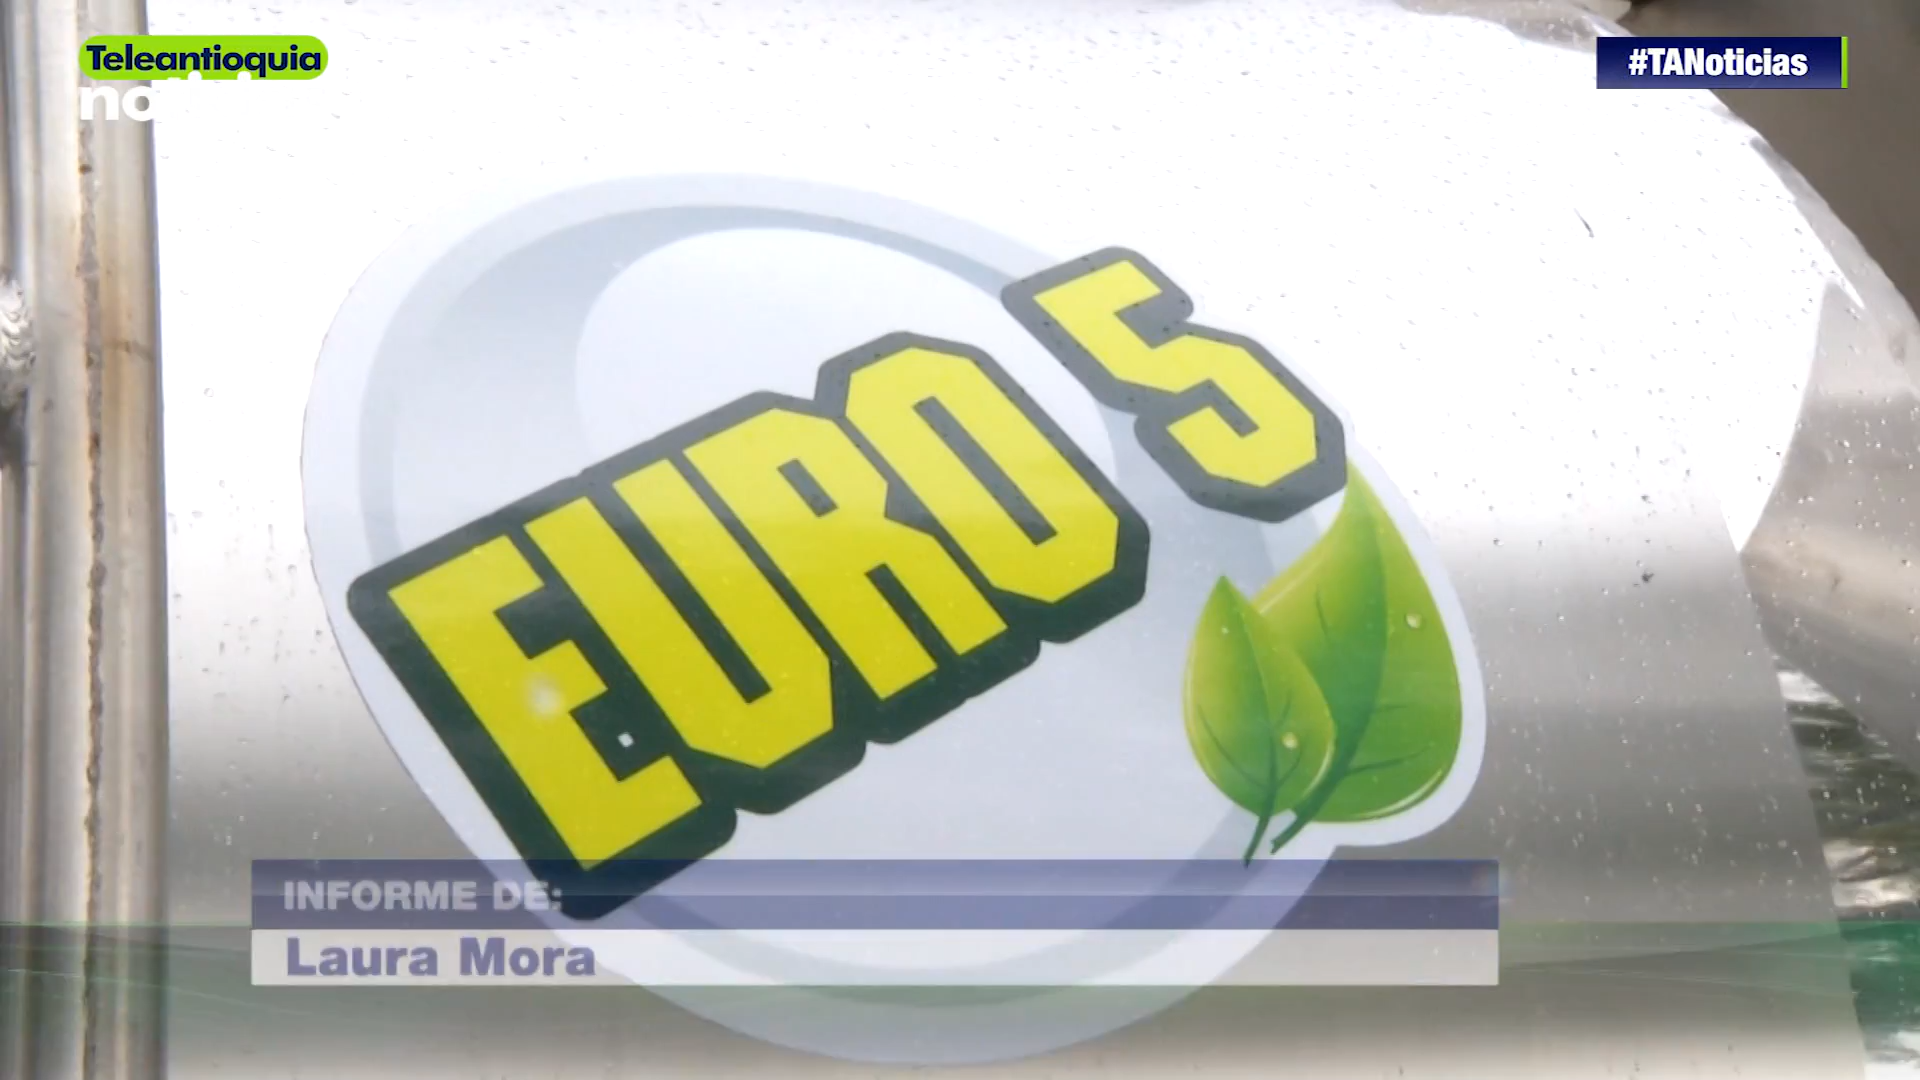 Teleantioquia
#TANoticias
EURO 5
INFORME DE:
Laura Mora